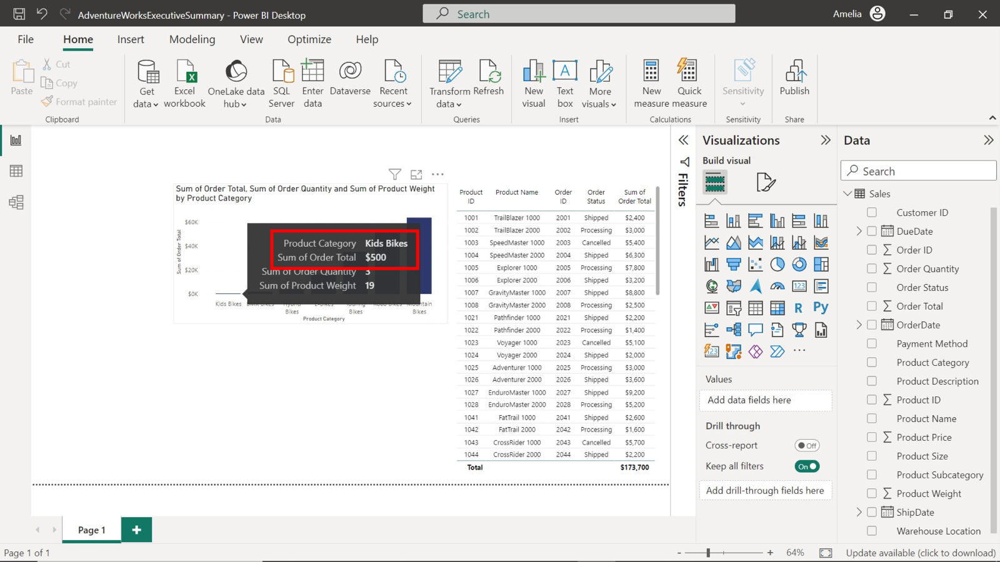 AdventureWorksExecutiveSummary - Power BI Desktop
Search
Amelia
File Home Insert Modeling View Optimize Help
Paste
Cut
Copy
Format painter
Clipboard
Get data
Excel workbook
OneLake data hub
SQL Server
Enter data
Dataverse
Recent sources
Data
Transform data
Refresh
Queries
New visual
Text box
More visuals
Insert
New measure
Quick measure
Calculations
Sensitivity
Sensitivity
Publish
Share
Sum of Order Total, Sum of Order Quantity and Sum of Product Weight
by Product Category
$60K
$40K
$20K
$0K
Sum of Order Total
Product Category Kids Bikes
Sum of Order Total $500
Sum of Order Quantity 3
Sum of Product Weight 19
Kids Bikes
Bikes
Bikes
Bikes
Product Category
Product ID Product Name Order ID Order Status Sum of Order Total
1001 TrailBlazer 1000 2001 Shipped $2,400
1002 TrailBlazer 2000 2002 Processing $3,000
1003 SpeedMaster 1000 2003 Cancelled $5,400
1004 SpeedMaster 2000 2004 Shipped $6,300
1005 Explorer 1000 2005 Processing $7,800
1006 Explorer 2000 2006 Shipped $3,200
1007 GravityMaster 1000 2007 Shipped $8,800
1008 GravityMaster 2000 2008 Processing $2,500
1021 Pathfinder 1000 2021 Shipped $2,200
1022 Pathfinder 2000 2022 Processing $1,400
1023 Voyager 1000 2023 Cancelled $5,100
1024 Voyager 2000 2024 Shipped $2,000
1025 Adventurer 1000 2025 Processing $3,000
1026 Adventurer 2000 2026 Shipped $3,600
1027 EnduroMaster 1000 2027 Shipped $9,200
1028 EnduroMaster 2000 2028 Processing $5,200
1041 FatTrail 1000 2041 Shipped $2,600
1042 FatTrail 2000 2042 Processing $1,600
1043 CrossRider 1000 2043 Cancelled $5,700
1044 CrossRider 2000 2044 Shipped $2,200
Total $173,700
Filters
Visualizations
Build visual
123
R
Py
123
Values
Add data fields here
Drill through
Cross-report Off
Keep all filters On
Add drill-through fields here
Data
Search
Sales
Customer ID
DueDate
Order ID
Order Quantity
Order Status
Order Total
OrderDate
Payment Method
Product Category
Product Description
Product ID
Product Name
Product Price
Product Size
Product Subcategory
Product Weight
ShipDate
Warehouse Location
Page 1
Page 1 of 1
- + 64%
Update available (click to download)